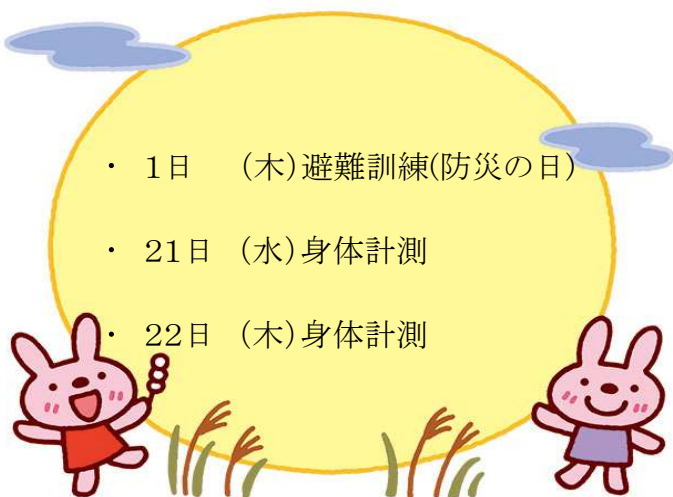 ・ 1日　（木）避難訓練(防災の日)
・ 21日 （水）身体計測
・ 22日 （木）身体計測